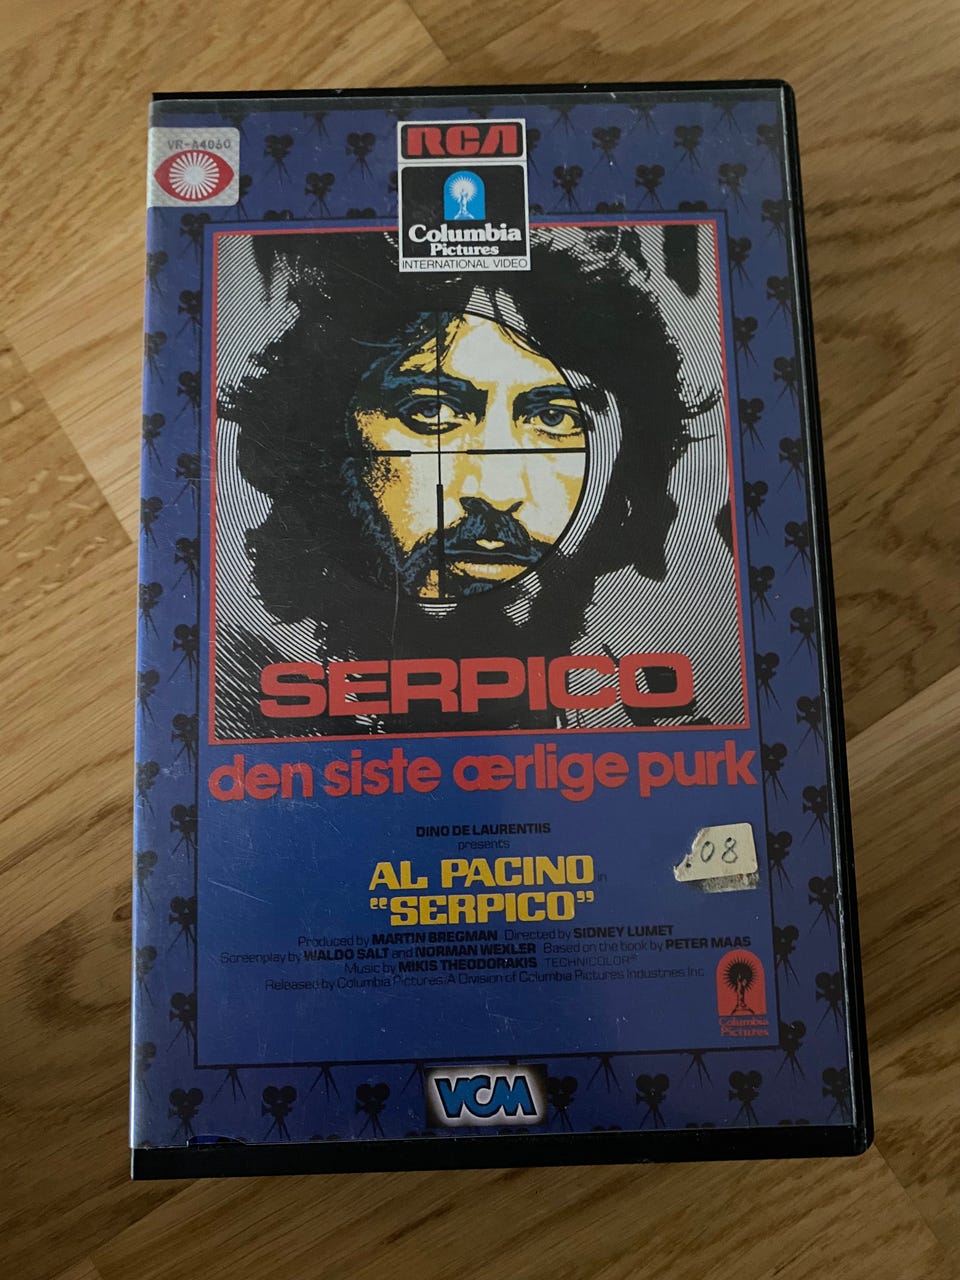 VR-A4060
RCA
Columbia
Pictures
INTERNATIONAL VIDEO
SERPICO
den siste ærlige purk
DINO DE LAURENTIIS
presents
AL PACINO in
"SERPICO"
Produced by MARTIN BREGMAN Directed by SIDNEY LUMET
Screenplay by WALDO SALT and NORMAN WEXLER Based on the book by PETER MAAS
Music by MIKIS THEODORAKIS TECHNICOLOR®
Released by Columbia Pictures/A Division of Columbia Pictures Industries Inc
.08
Columbia
Pictures
VCM